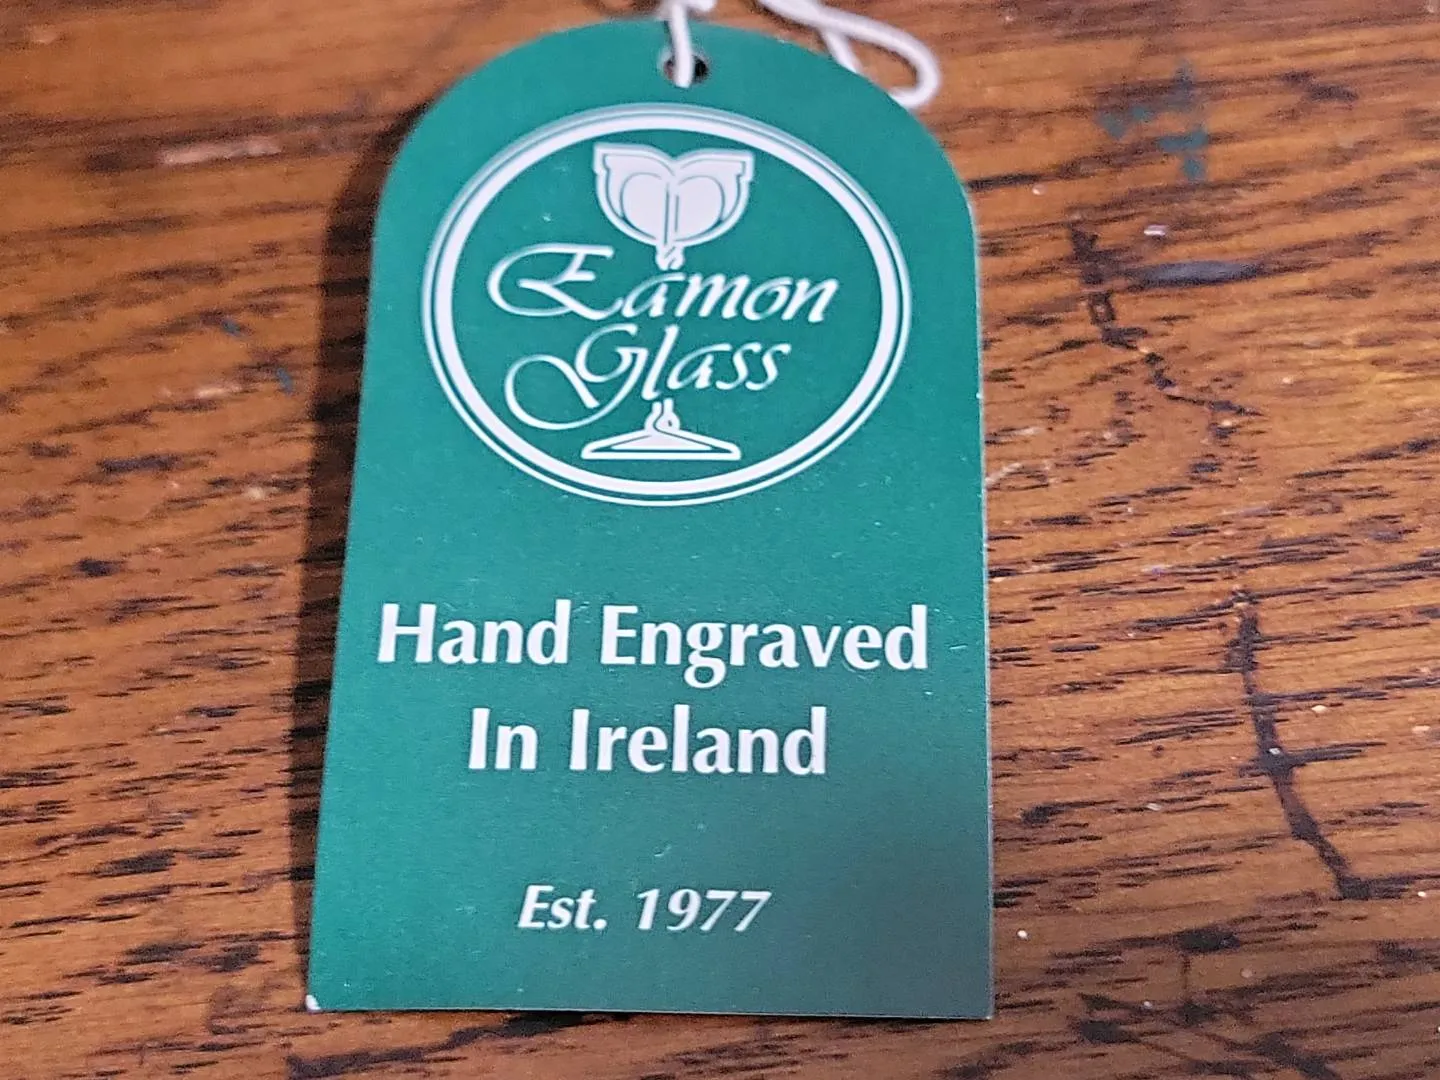 Eamon
Glass
Hand Engraved
In Ireland
Est. 1977